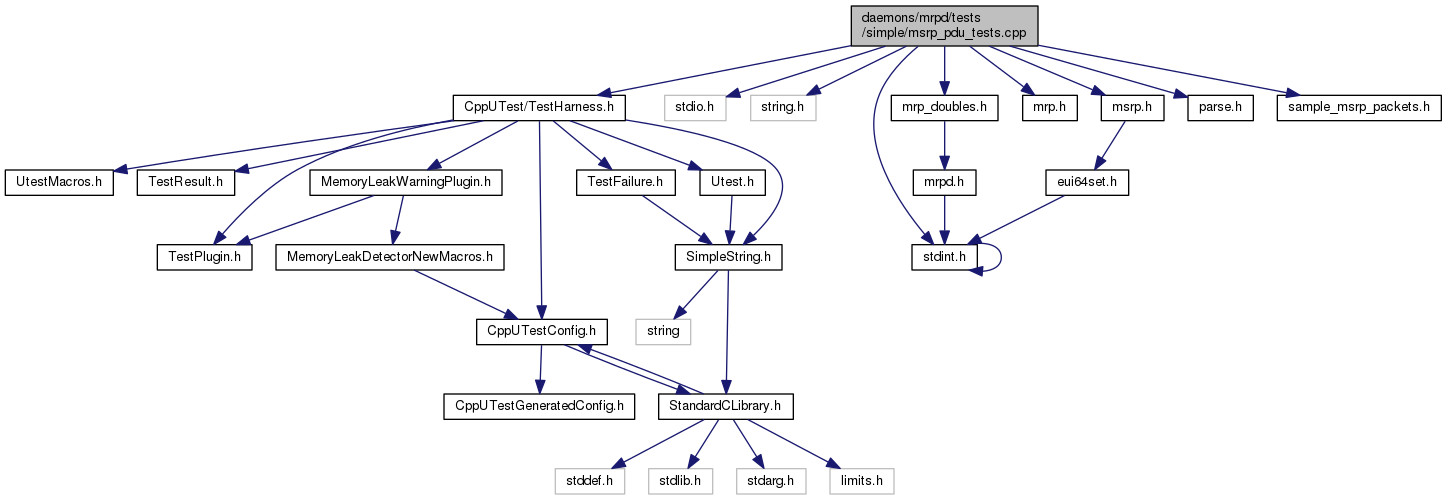 daemons/mrpd/tests
/simple/msrp_pdu_tests.cpp
CppUTest/TestHarness.h
stdio.h
string.h
mrp_doubles.h
mrp.h
msrp.h
parse.h
sample_msrp_packets.h
UtestMacros.h
TestResult.h
MemoryLeakWarningPlugin.h
TestFailure.h
Utest.h
mrpd.h
eui64set.h
TestPlugin.h
MemoryLeakDetectorNewMacros.h
SimpleString.h
stdint.h
CppUTestConfig.h
string
CppUTestGeneratedConfig.h
StandardCLibrary.h
stddef.h
stdlib.h
stdarg.h
limits.h